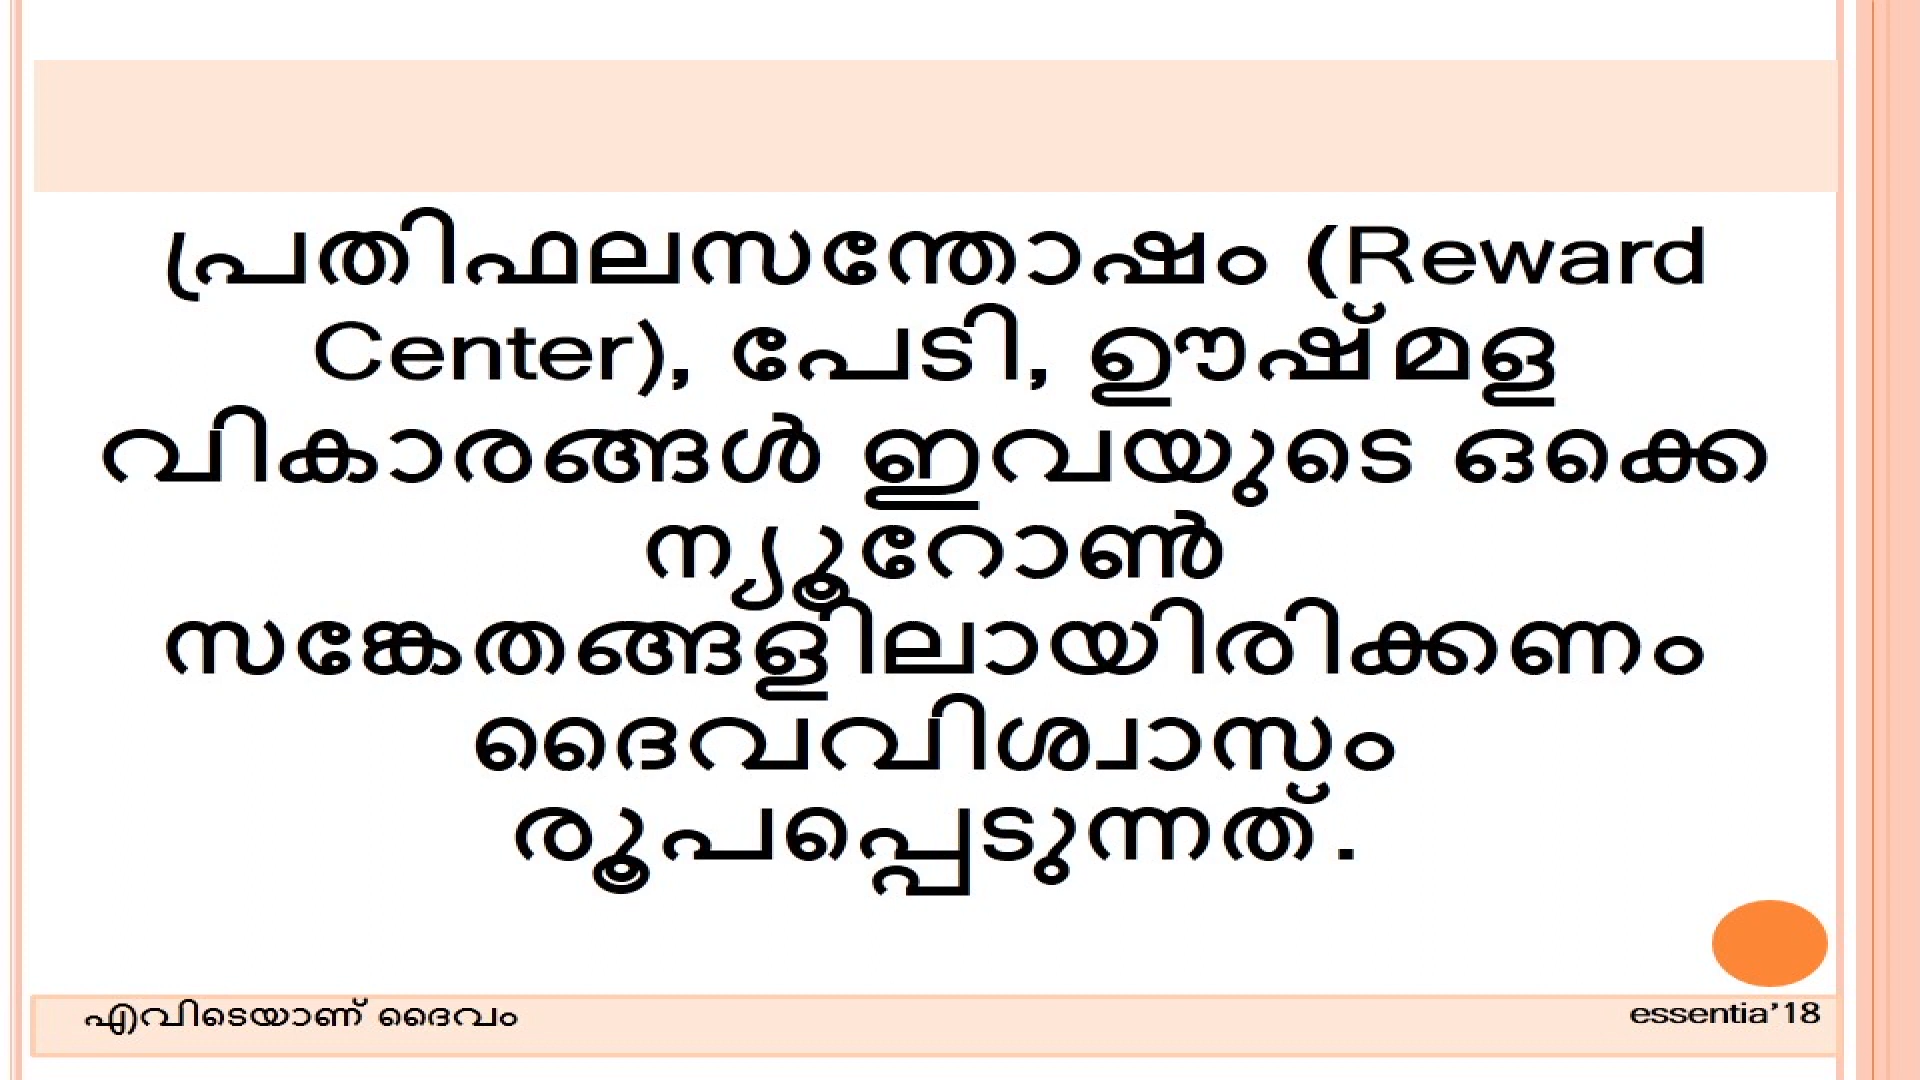 പ്രതിഫലസന്തോഷം (Reward
Center), പേടി, ഊഷ്മള
വികാരങ്ങൾ ഇവയുടെ ഒക്കെ
ന്യൂറോൺ
സങ്കേതങ്ങളിലായിരിക്കണം
ദൈവവിശ്വാസം
രൂപപ്പെടുന്നത്.
എവിടെയാണ് ദൈവം
essentia’18